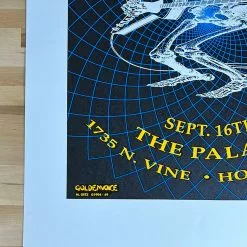 SEPT. 16TH
THE PALA
1735 N. VINE • HO
GOLDENVOICE